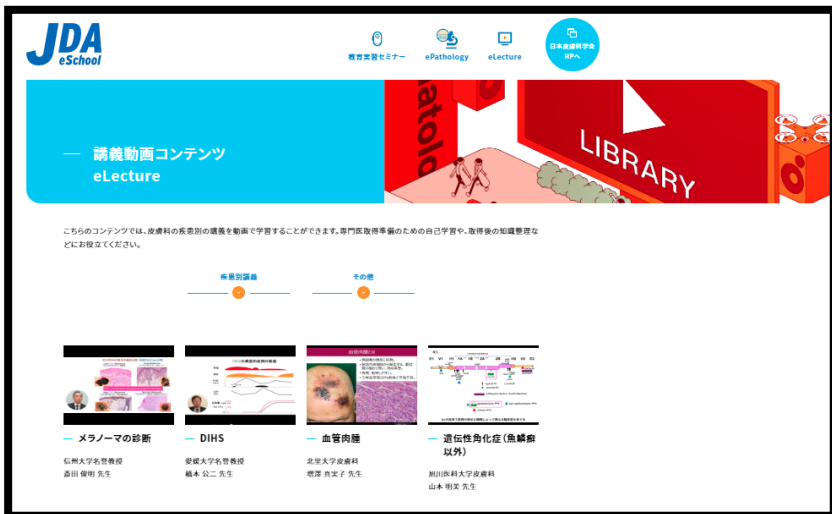 JDA
eSchool
教育実習セミナー
ePathology
eLecture
日本皮膚科学会
HPへ
講義動画コンテンツ
eLecture
atolo
LIBRARY
こちらのコンテンツでは、皮膚科の疾患別の講義を動画で学習することができます。専門医取得準備のための自己学習や、取得後の知識整理な
どにお役立てください。
疾患別講義
その他
血管肉腫とは
メラノーマの診断
DIHS
血管肉腫
遺伝性角化症(魚鱗癬
以外)
信州大学名誉教授
斎田 俊明 先生
愛媛大学名誉教授
橋本 公二 先生
北里大学皮膚科
増澤 真実子 先生
旭川医科大学皮膚科
山本 明美 先生